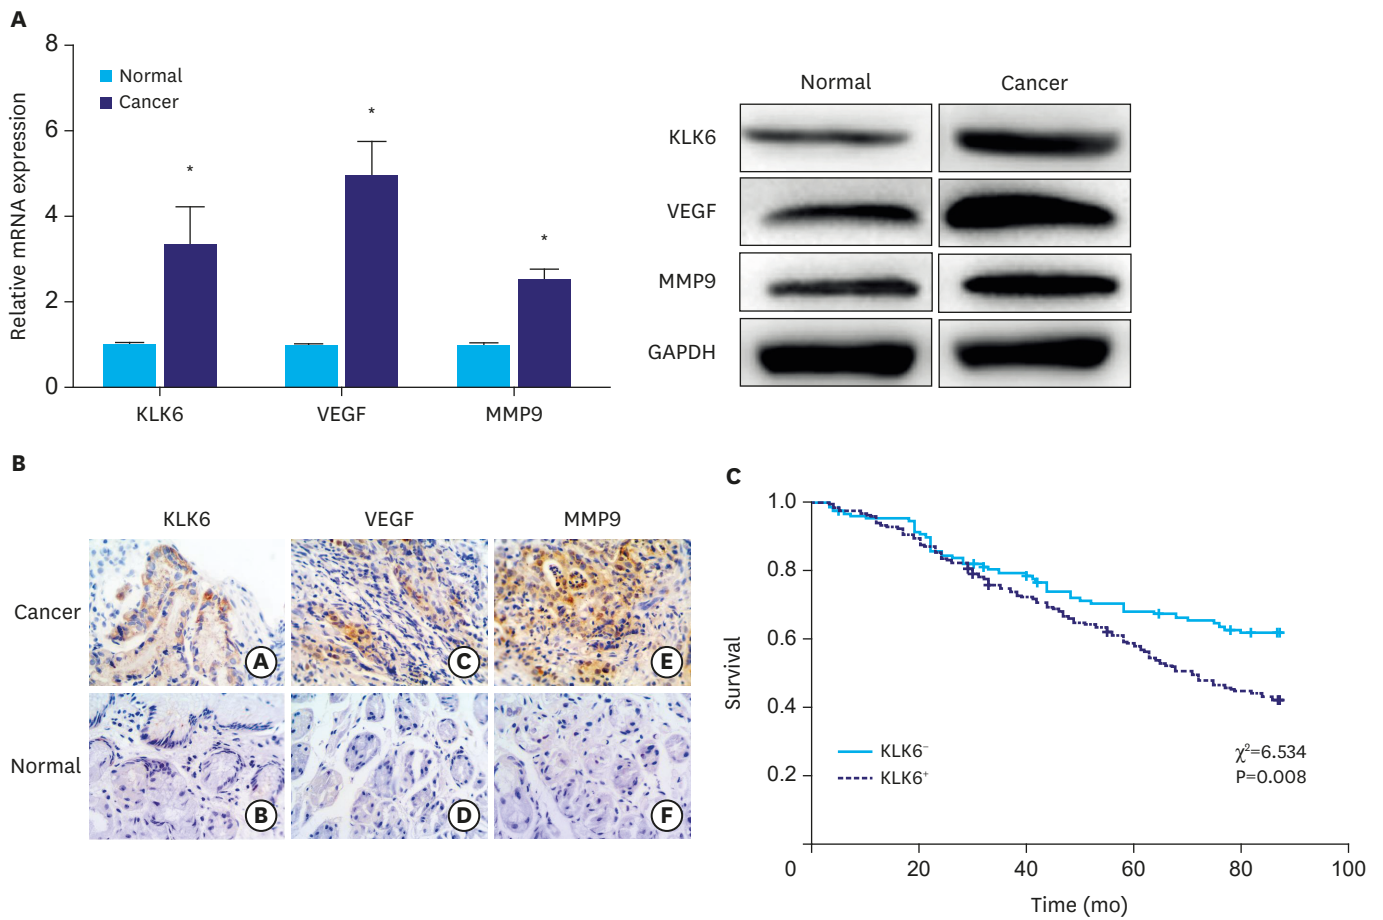 A
8
6
4
2
0
Relative mRNA expression
Normal
Cancer
*
*
*
KLK6
VEGF
MMP9
Normal
Cancer
KLK6
VEGF
MMP9
GAPDH
B
KLK6
VEGF
MMP9
Cancer
A
C
E
Normal
B
D
F
C
1.0
0.8
0.6
0.4
0.2
0
Survival
KLK6⁻
KLK6⁺
χ²=6.534
P=0.008
20
40
60
80
100
Time (mo)